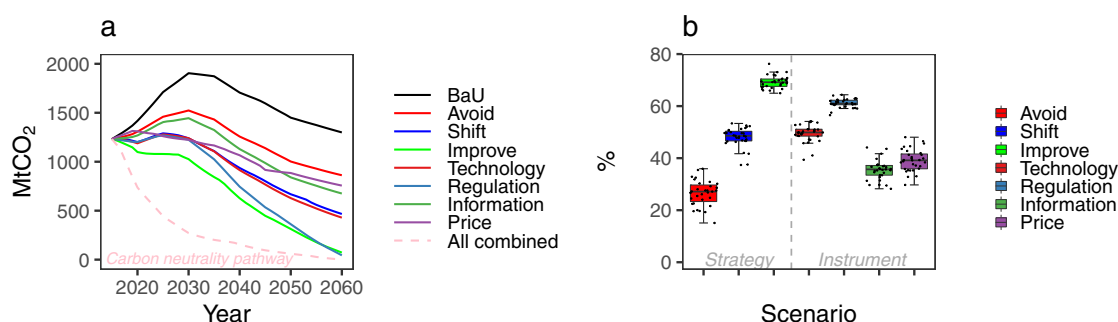 a
MtCO2
2000
1500
1000
500
0
Carbon neutrality pathway
2020 2030 2040 2050 2060
Year
BaU
Avoid
Shift
Improve
Technology
Regulation
Information
Price
All combined
b
%
80
60
40
20
0
Strategy Instrument
Scenario
Avoid
Shift
Improve
Technology
Regulation
Information
Price